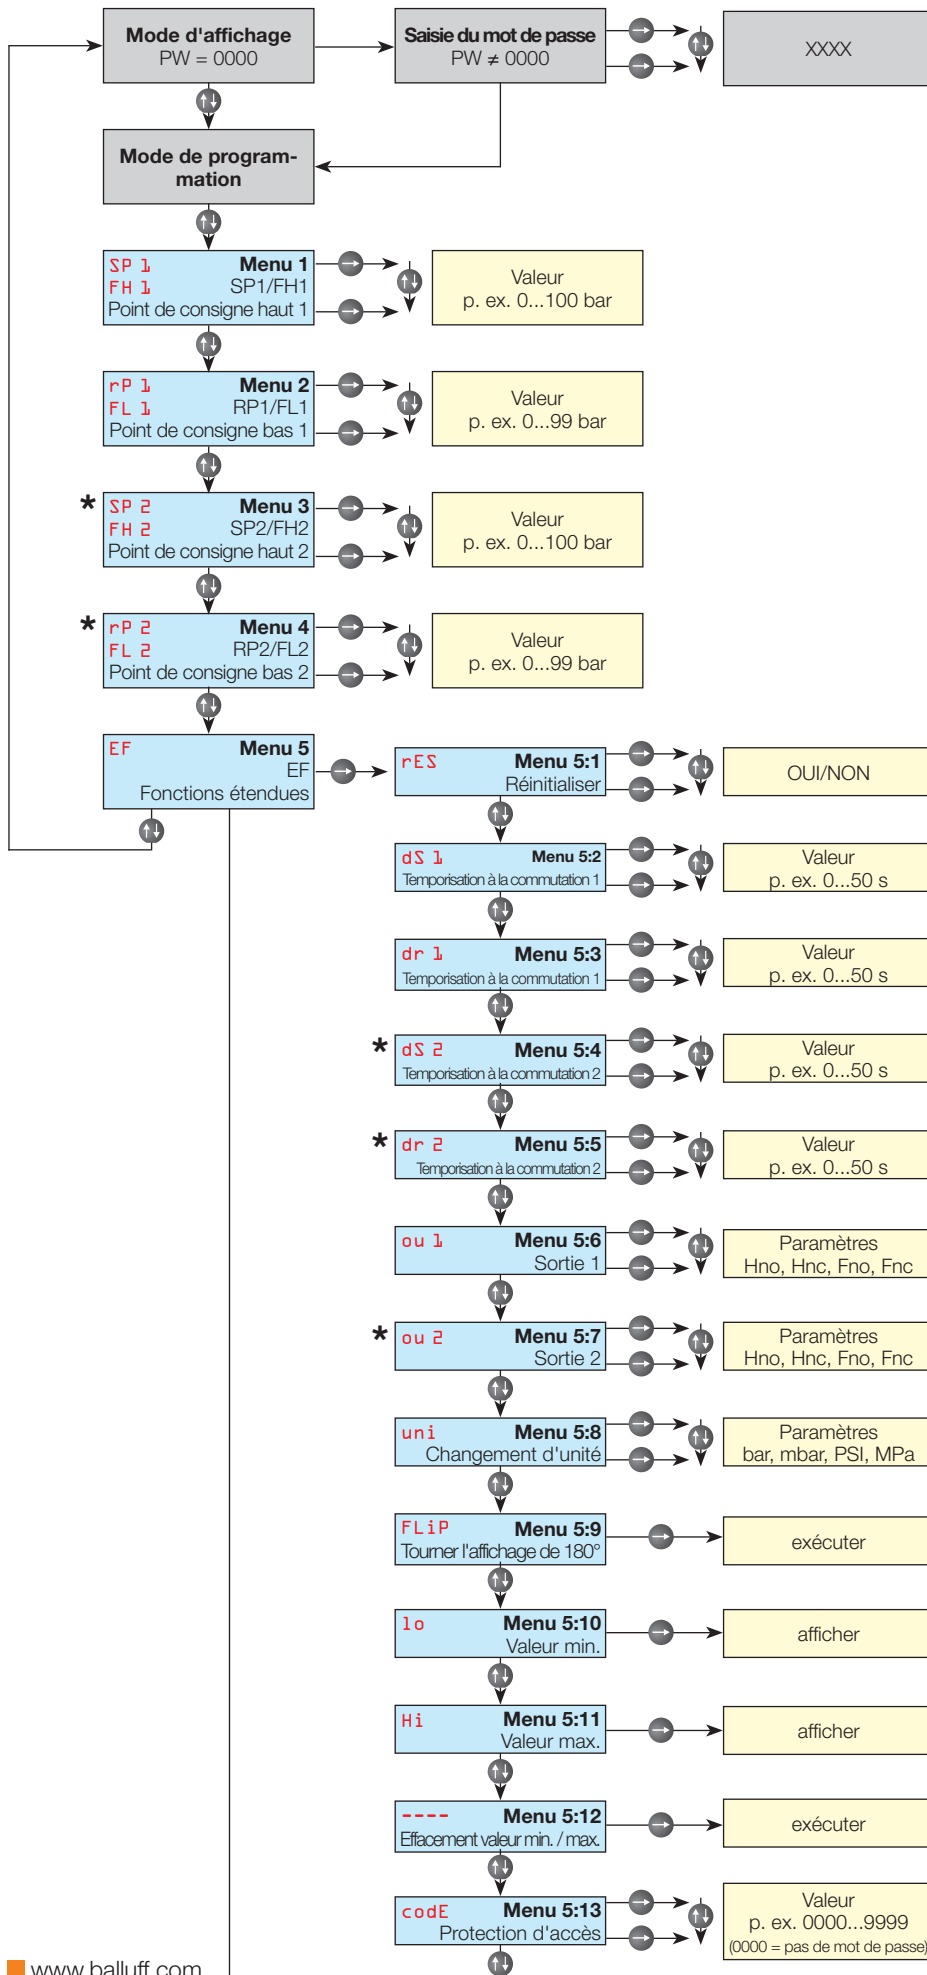 Mode d'affichage
PW = 0000
Saisie du mot de passe
PW ≠ 0000
XXXX
Mode de program-
mation
SP 1 Menu 1
FH 1 SP1/FH1
Point de consigne haut 1
Valeur
p. ex. 0...100 bar
rP 1 Menu 2
FL 1 RP1/FL1
Point de consigne bas 1
Valeur
p. ex. 0...99 bar
* SP 2 Menu 3
FH 2 SP2/FH2
Point de consigne haut 2
Valeur
p. ex. 0...100 bar
* rP 2 Menu 4
FL 2 RP2/FL2
Point de consigne bas 2
Valeur
p. ex. 0...99 bar
EF Menu 5
EF
Fonctions étendues
rES Menu 5:1
Réinitialiser
OUI/NON
dS 1 Menu 5:2
Temporisation à la commutation 1
Valeur
p. ex. 0...50 s
dr 1 Menu 5:3
Temporisation à la commutation 1
Valeur
p. ex. 0...50 s
* dS 2 Menu 5:4
Temporisation à la commutation 2
Valeur
p. ex. 0...50 s
* dr 2 Menu 5:5
Temporisation à la commutation 2
Valeur
p. ex. 0...50 s
ou 1 Menu 5:6
Sortie 1
Paramètres
Hno, Hnc, Fno, Fnc
* ou 2 Menu 5:7
Sortie 2
Paramètres
Hno, Hnc, Fno, Fnc
uni Menu 5:8
Changement d'unité
Paramètres
bar, mbar, PSI, MPa
FLiP Menu 5:9
Tourner l'affichage de 180°
exécuter
lo Menu 5:10
Valeur min.
afficher
Hi Menu 5:11
Valeur max.
afficher
---- Menu 5:12
Effacement valeur min. / max.
exécuter
codE Menu 5:13
Protection d'accès
Valeur
p. ex. 0000...9999
(0000 = pas de mot de passe)
www.balluff.com